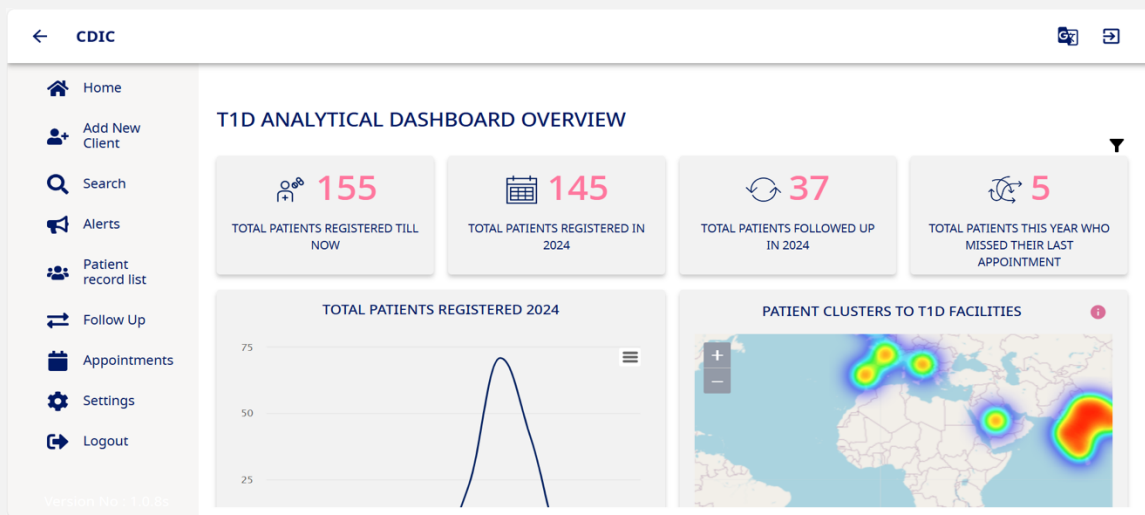 CDIC
Home
Add New
Client
Search
Alerts
Patient
record list
Follow Up
Appointments
Settings
Logout
Version No : 1.0.8s
T1D ANALYTICAL DASHBOARD OVERVIEW
155
TOTAL PATIENTS REGISTERED TILL
NOW
145
TOTAL PATIENTS REGISTERED IN
2024
37
TOTAL PATIENTS FOLLOWED UP
IN 2024
5
TOTAL PATIENTS THIS YEAR WHO
MISSED THEIR LAST
APPOINTMENT
TOTAL PATIENTS REGISTERED 2024
75
50
25
PATIENT CLUSTERS TO T1D FACILITIES
+
−